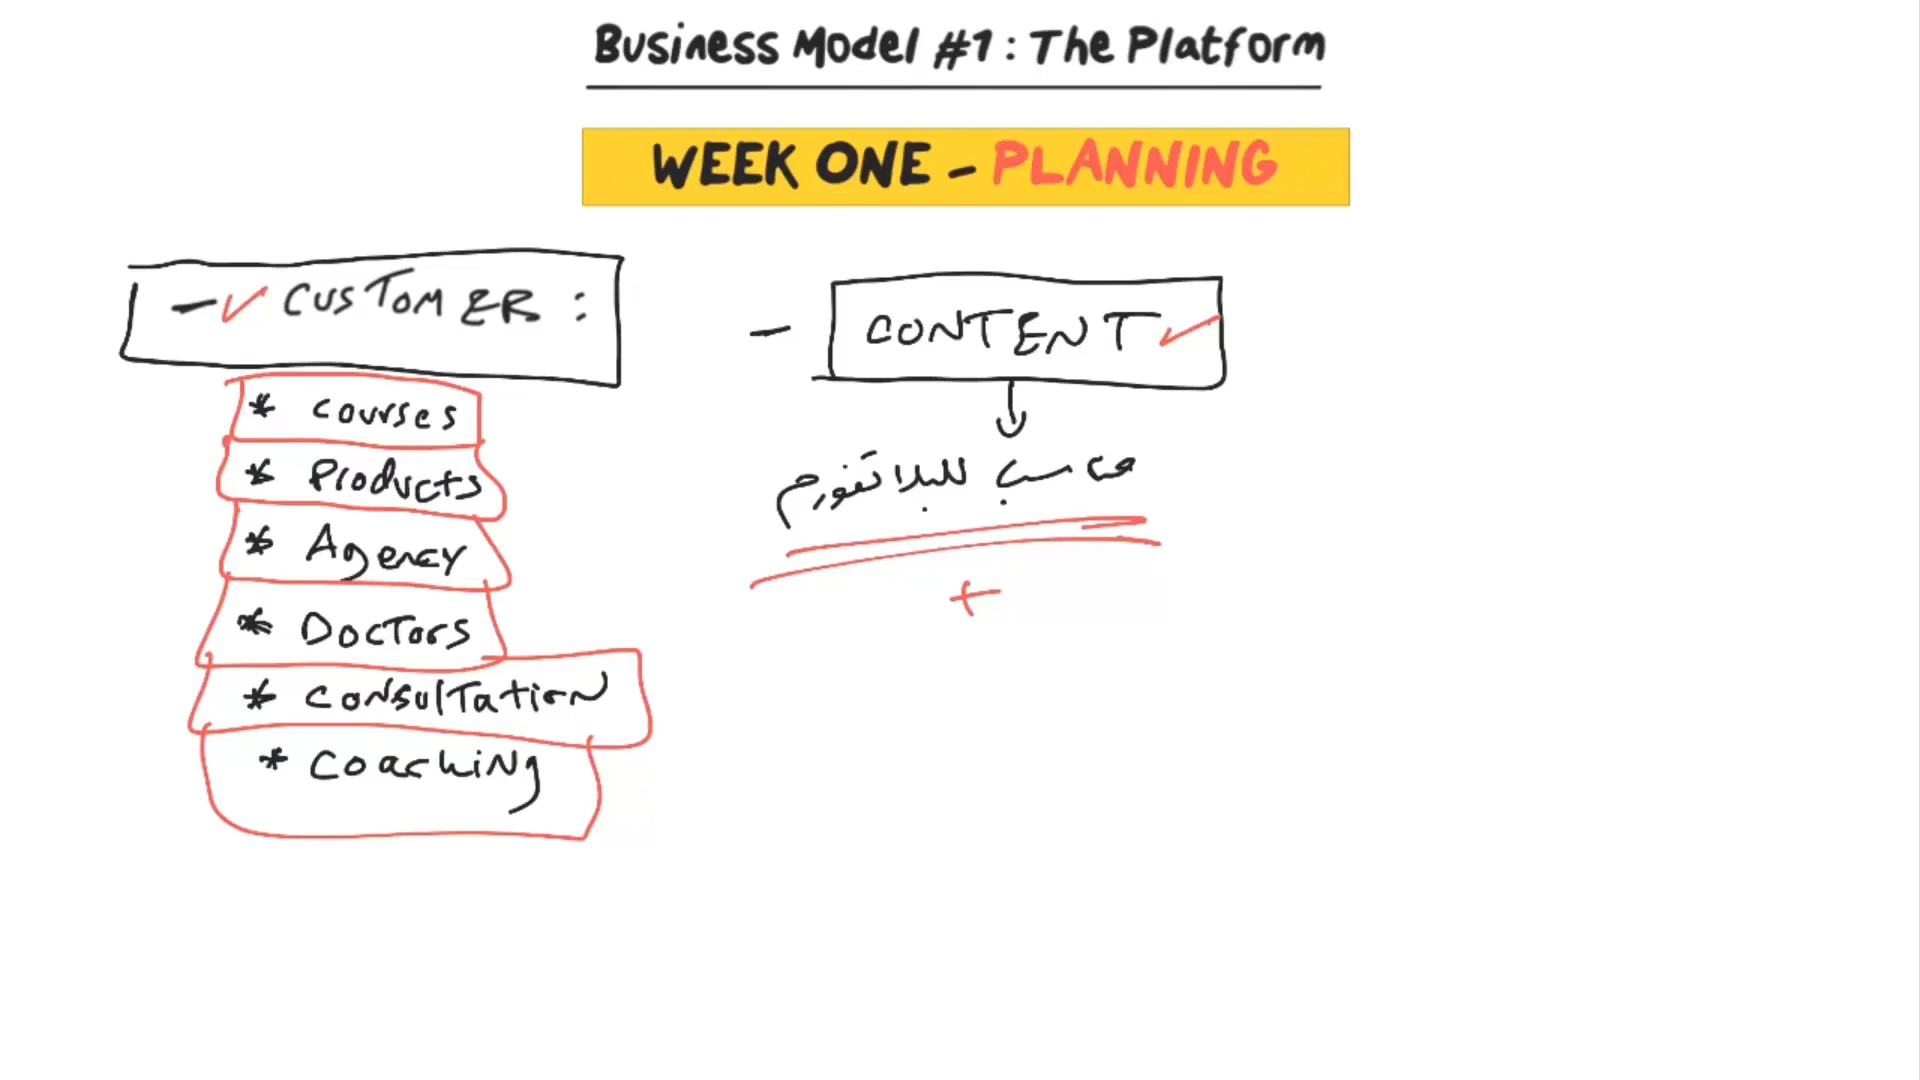 Business Model #1: The Platform
WEEK ONE - PLANNING
- ✓ CUSTOMER :
* Courses
* Products
* Agency
* Doctors
* Consultation
* Coaching
- CONTENT ✓
مناسب للبلاتفورم
+